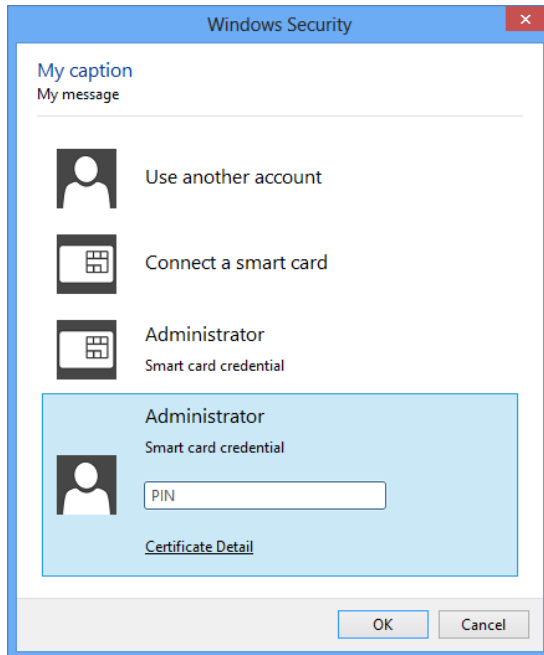 Windows Security
My caption
My message
Use another account
Connect a smart card
Administrator
Smart card credential
Administrator
Smart card credential
PIN
Certificate Detail
OK
Cancel